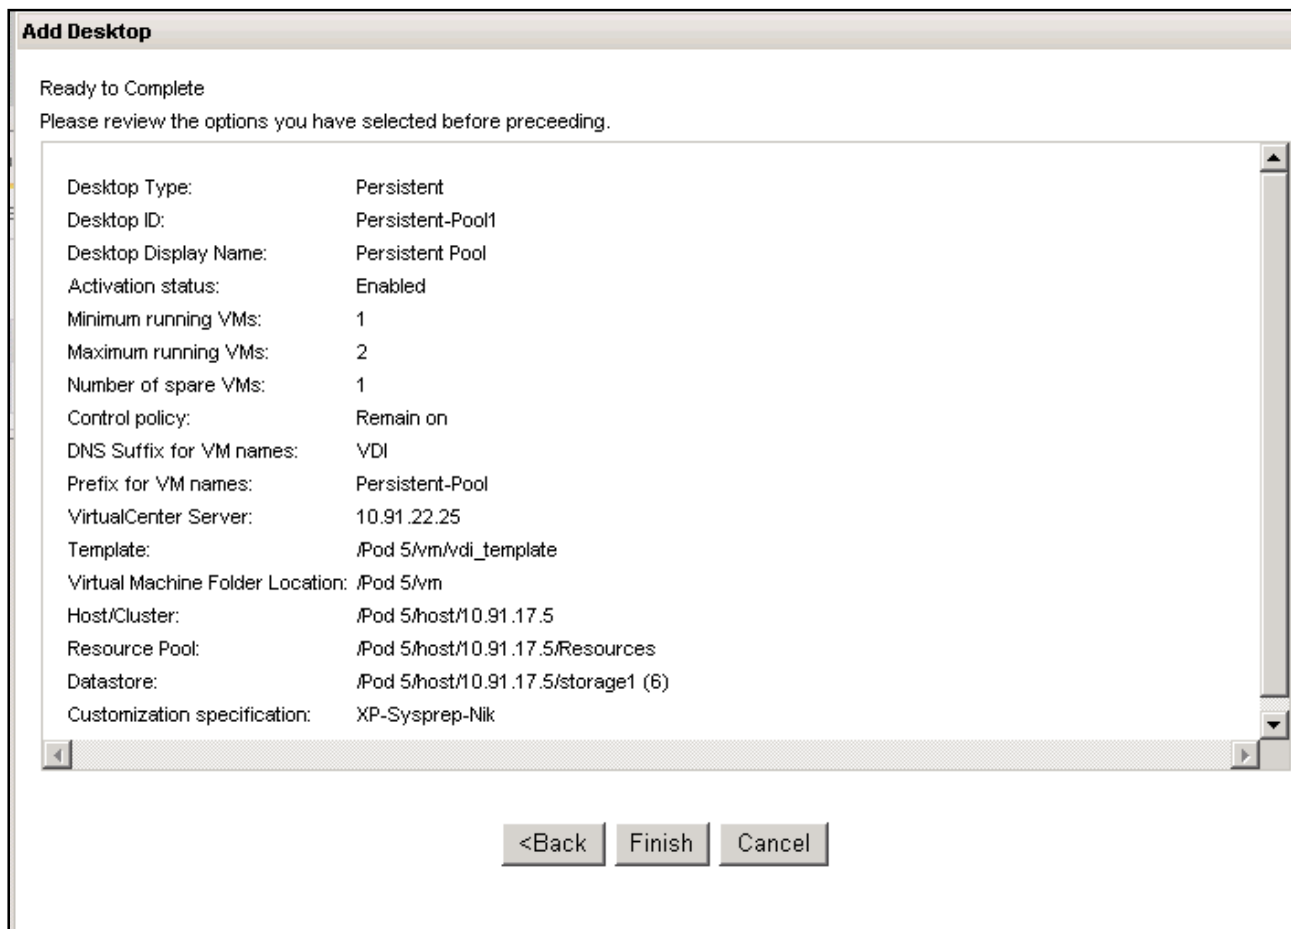 Add Desktop
Ready to Complete
Please review the options you have selected before preceeding.
Desktop Type: Persistent
Desktop ID: Persistent-Pool1
Desktop Display Name: Persistent Pool
Activation status: Enabled
Minimum running VMs: 1
Maximum running VMs: 2
Number of spare VMs: 1
Control policy: Remain on
DNS Suffix for VM names: VDI
Prefix for VM names: Persistent-Pool
VirtualCenter Server: 10.91.22.25
Template: /Pod 5/vm/vdi_template
Virtual Machine Folder Location: /Pod 5/vm
Host/Cluster: /Pod 5/host/10.91.17.5
Resource Pool: /Pod 5/host/10.91.17.5/Resources
Datastore: /Pod 5/host/10.91.17.5/storage1 (6)
Customization specification: XP-Sysprep-Nik
<Back Finish Cancel